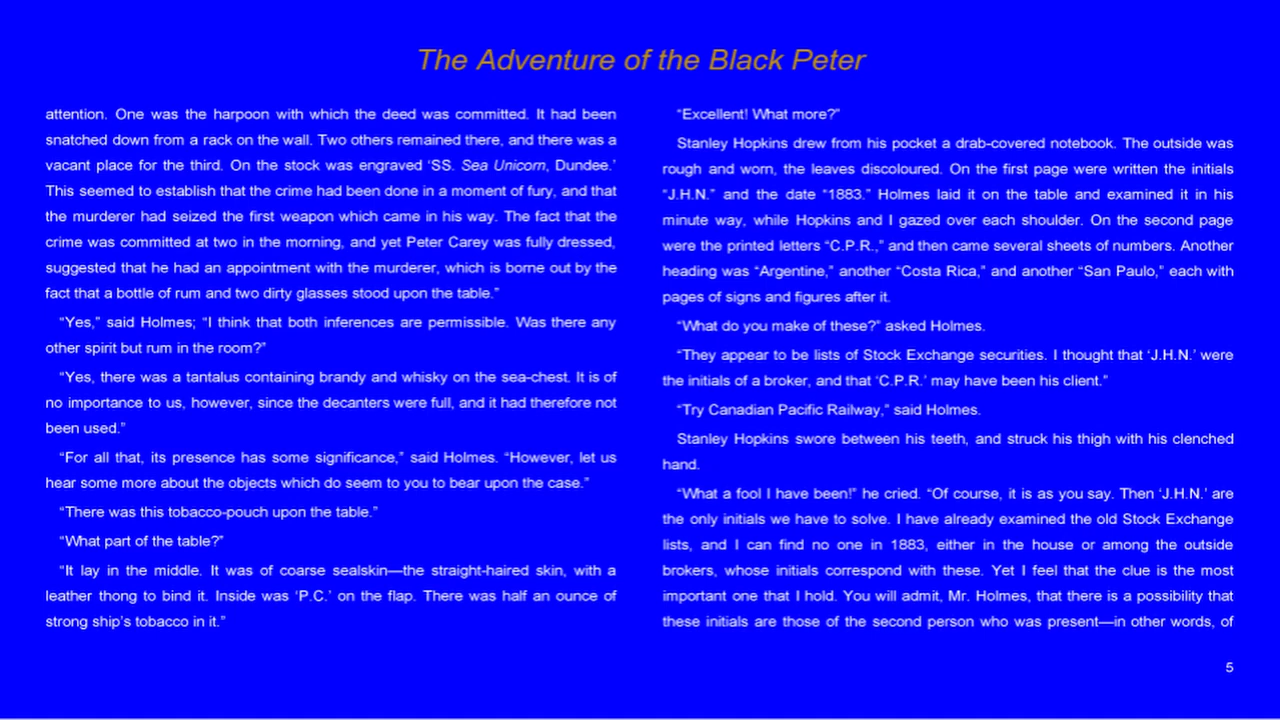 The Adventure of the Black Peter
attention. One was the harpoon with which the deed was committed. It had been
snatched down from a rack on the wall. Two others remained there, and there was a
vacant place for the third. On the stock was engraved ‘SS. Sea Unicorn, Dundee.’
This seemed to establish that the crime had been done in a moment of fury, and that
the murderer had seized the first weapon which came in his way. The fact that the
crime was committed at two in the morning, and yet Peter Carey was fully dressed,
suggested that he had an appointment with the murderer, which is borne out by the
fact that a bottle of rum and two dirty glasses stood upon the table.”
“Yes,” said Holmes; “I think that both inferences are permissible. Was there any
other spirit but rum in the room?”
“Yes, there was a tantalus containing brandy and whisky on the sea-chest. It is of
no importance to us, however, since the decanters were full, and it had therefore not
been used.”
“For all that, its presence has some significance,” said Holmes. “However, let us
hear some more about the objects which do seem to you to bear upon the case.”
“There was this tobacco-pouch upon the table.”
“What part of the table?”
“It lay in the middle. It was of coarse sealskin—the straight-haired skin, with a
leather thong to bind it. Inside was ‘P.C.’ on the flap. There was half an ounce of
strong ship’s tobacco in it.”
“Excellent! What more?”
Stanley Hopkins drew from his pocket a drab-covered notebook. The outside was
rough and worn, the leaves discoloured. On the first page were written the initials
“J.H.N.” and the date “1883.” Holmes laid it on the table and examined it in his
minute way, while Hopkins and I gazed over each shoulder. On the second page
were the printed letters “C.P.R.,” and then came several sheets of numbers. Another
heading was “Argentine,” another “Costa Rica,” and another “San Paulo,” each with
pages of signs and figures after it.
“What do you make of these?” asked Holmes.
“They appear to be lists of Stock Exchange securities. I thought that ‘J.H.N.’ were
the initials of a broker, and that ‘C.P.R.’ may have been his client.”
“Try Canadian Pacific Railway,” said Holmes.
Stanley Hopkins swore between his teeth, and struck his thigh with his clenched
hand.
“What a fool I have been!” he cried. “Of course, it is as you say. Then ‘J.H.N.’ are
the only initials we have to solve. I have already examined the old Stock Exchange
lists, and I can find no one in 1883, either in the house or among the outside
brokers, whose initials correspond with these. Yet I feel that the clue is the most
important one that I hold. You will admit, Mr. Holmes, that there is a possibility that
these initials are those of the second person who was present—in other words, of
5